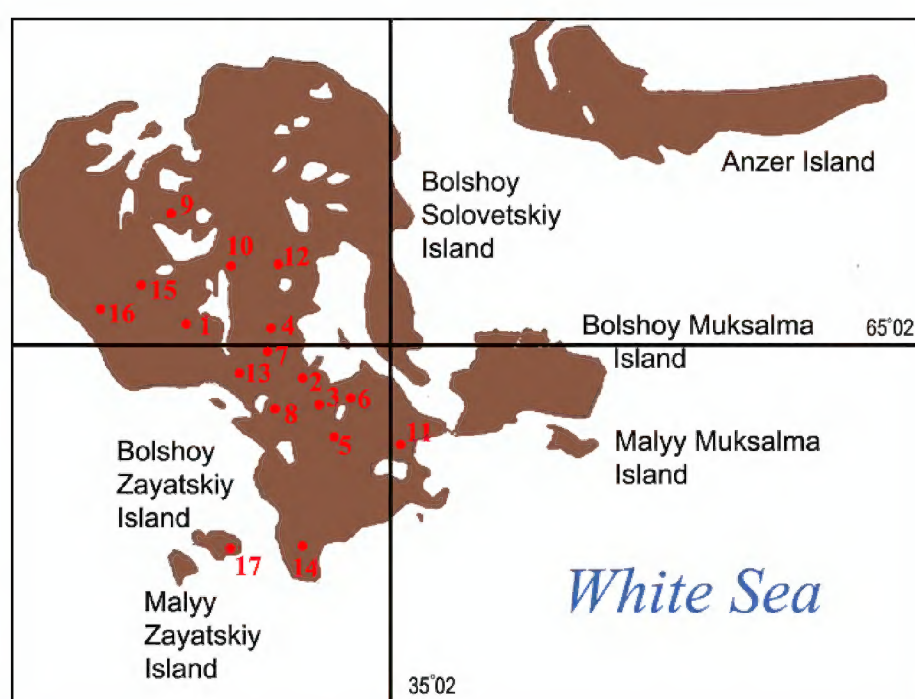 Anzer Island
Bolshoy
Solovetskiy
Island
9
10
12
15
16
1
4
Bolshoy Muksalma
Island
65°02
7
13
2
3
6
8
5
11
Malyy Muksalma
Island
Bolshoy
Zayatskiy
Island
17
14
White Sea
Malyy
Zayatskiy
Island
35°02